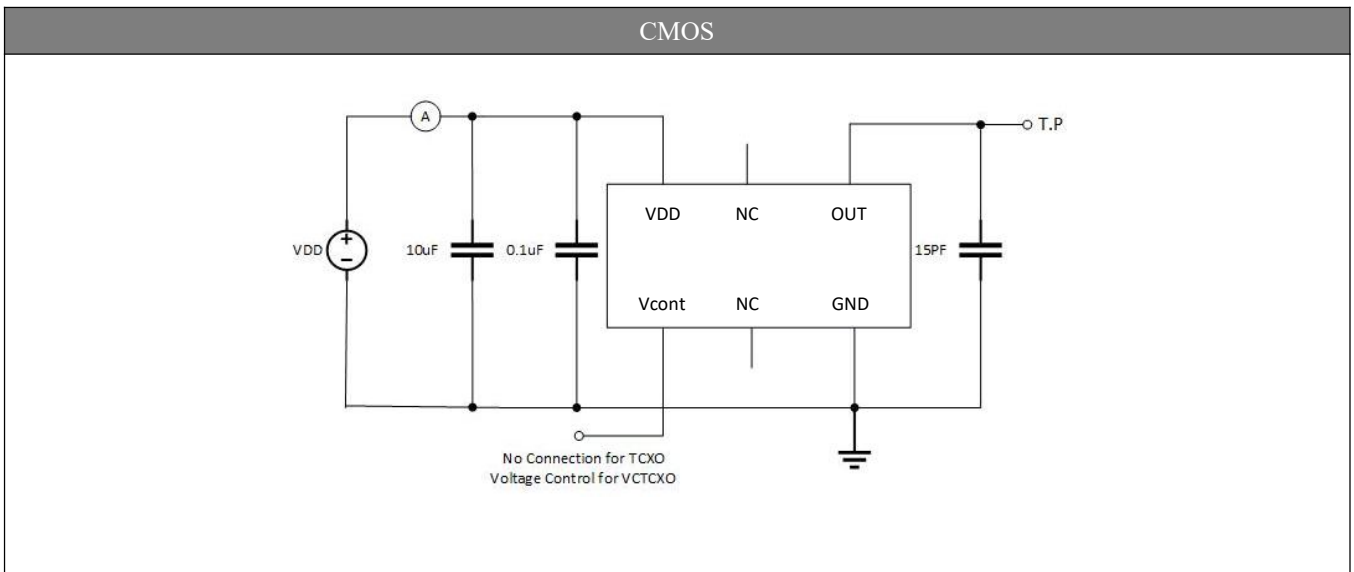 CMOS
A
T.P
VDD NC OUT
VDD
10uF
0.1uF
15PF
Vcont NC GND
No Connection for TCXO
Voltage Control for VCTCXO